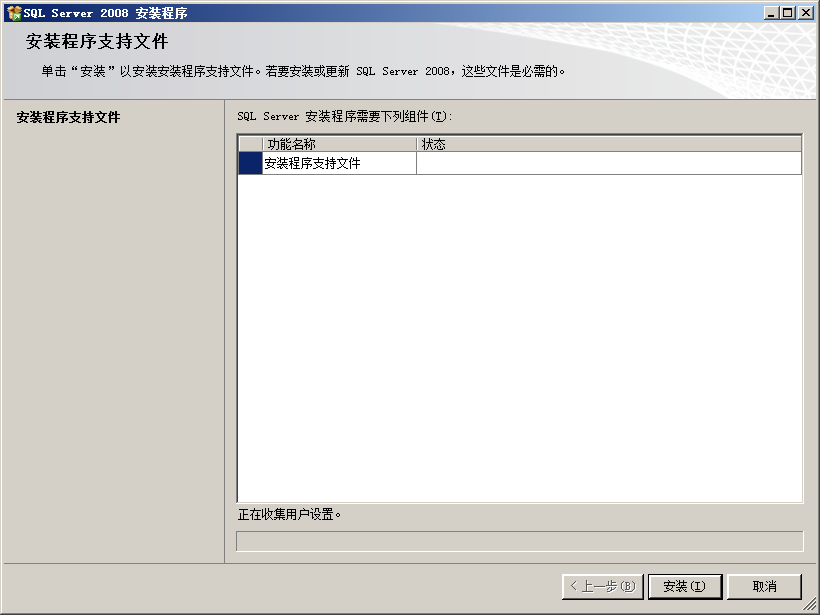 SQL Server 2008 安装程序
安装程序支持文件
单击“安装”以安装安装程序支持文件。若要安装或更新 SQL Server 2008，这些文件是必需的。
安装程序支持文件
SQL Server 安装程序需要下列组件(I):
功能名称 状态
安装程序支持文件
正在收集用户设置。
< 上一步(B) 安装(I) 取消